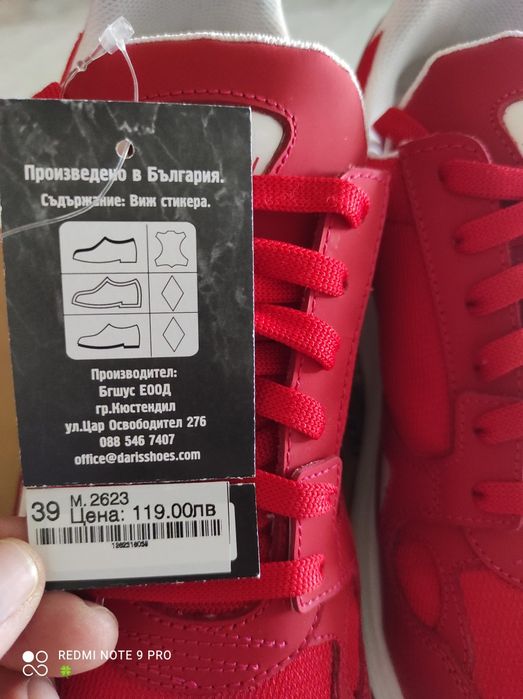 Произведено в България.
Съдържание: Виж стикера.
Производител:
Бгшус ЕООД
гр.Кюстендил
ул.Цар Освободител 276
088 546 7407
office@darisshoes.com
39 М. 2623
Цена: 119.00лв
REDMI NOTE 9 PRO